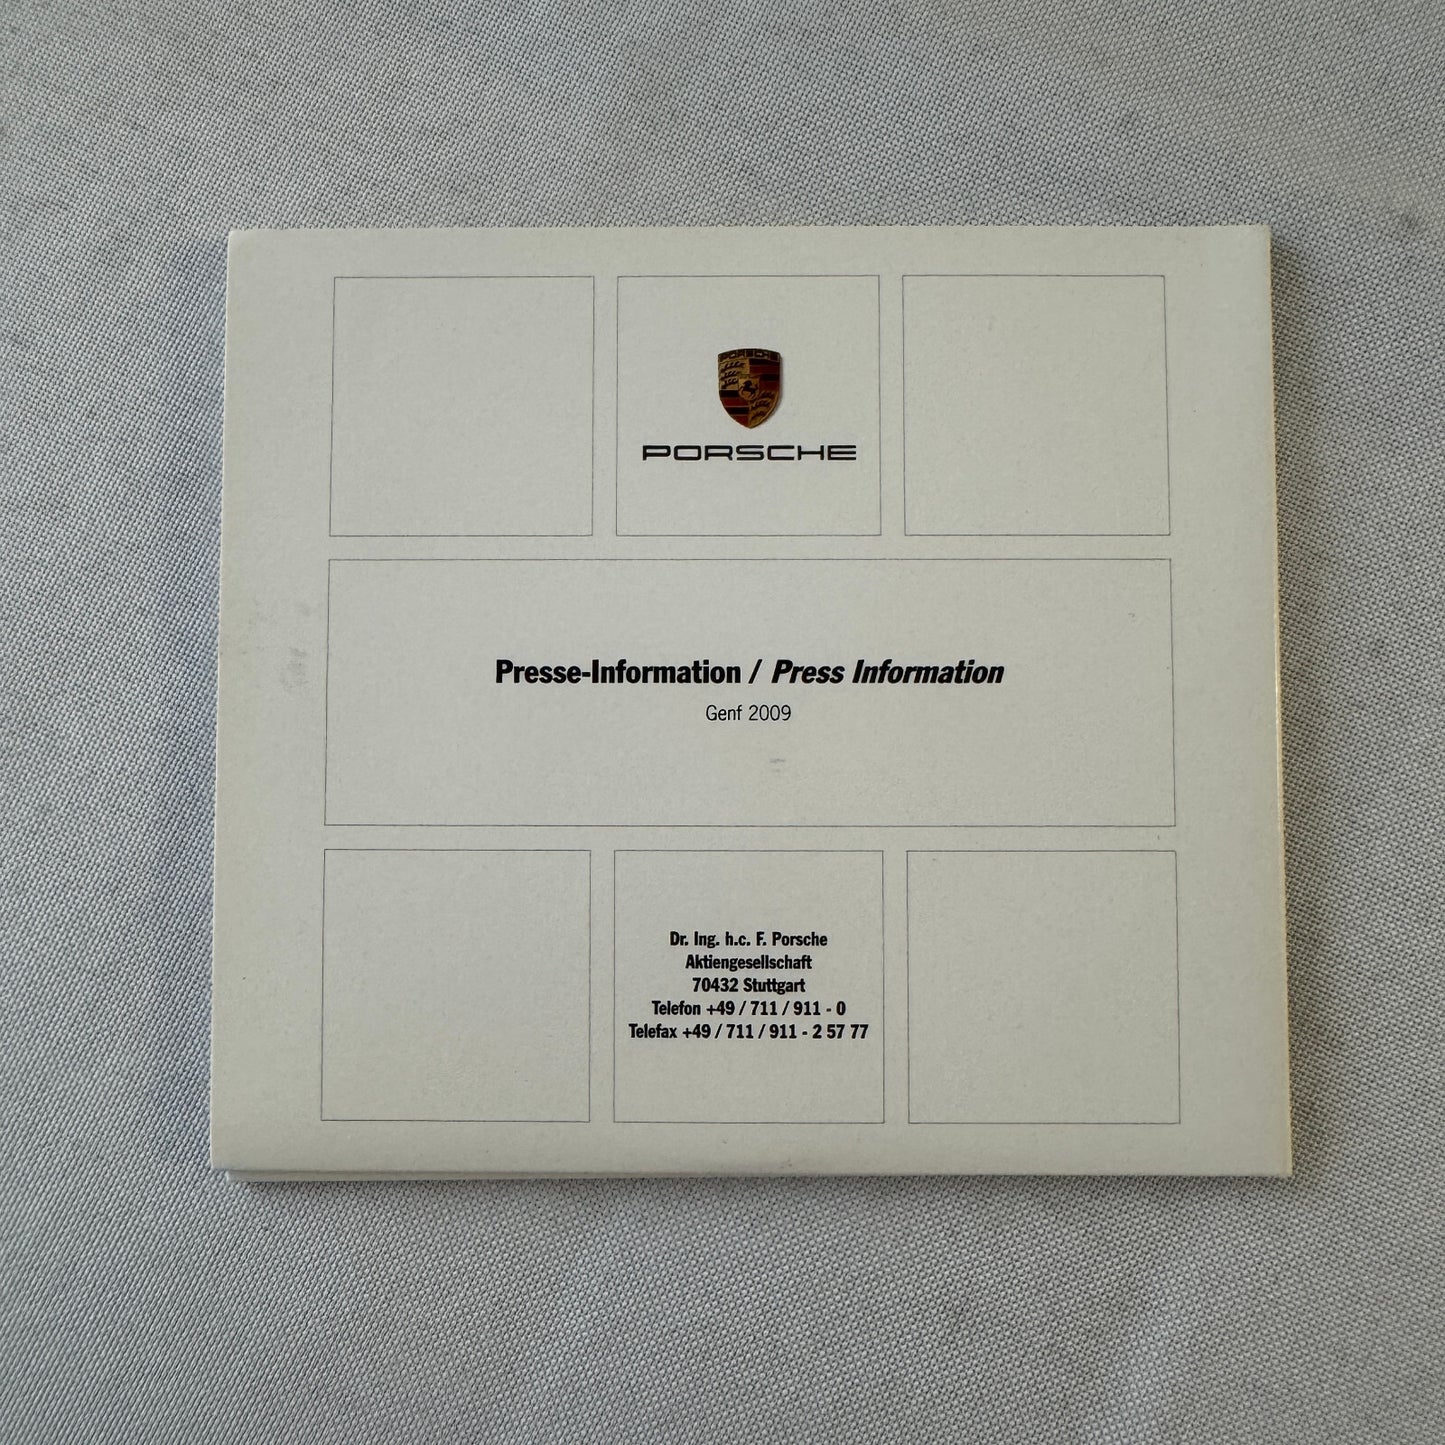 PORSCHE
PORSCHE
Presse-Information / Press Information
Genf 2009
Dr. Ing. h.c. F. Porsche
Aktiengesellschaft
70432 Stuttgart
Telefon +49 / 711 / 911 - 0
Telefax +49 / 711 / 911 - 2 57 77